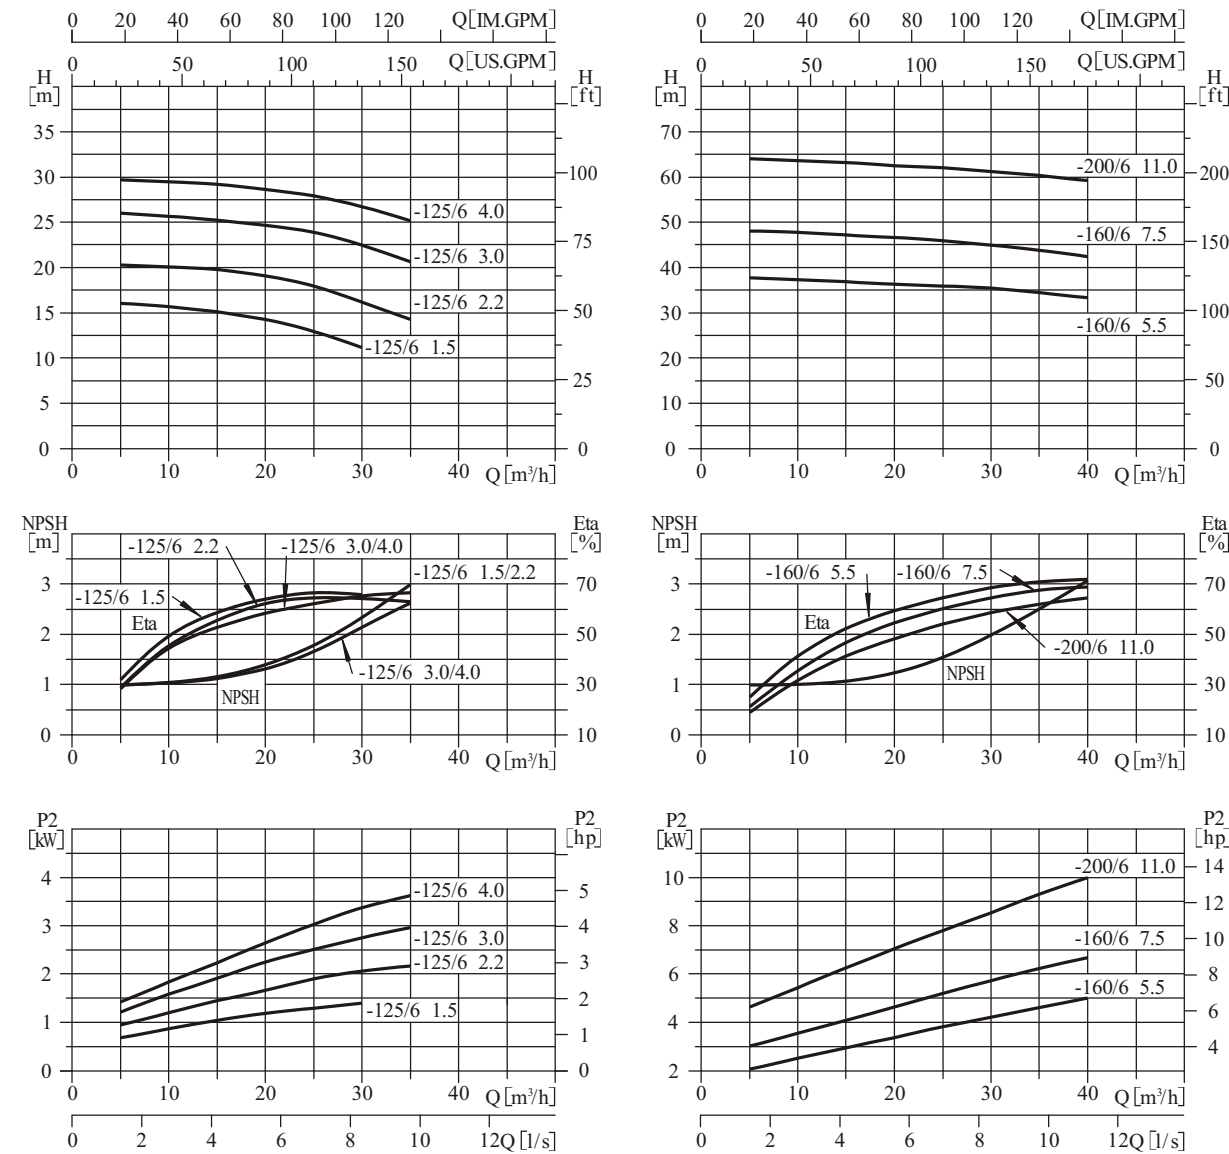 0 20 40 60 80 100 120 Q[IM.GPM]
0 50 100 150 Q[US.GPM]
H
[m]
H
[ft]
35
30
25
20
15
10
5
0
100
75
50
25
0
-125/6 4.0
-125/6 3.0
-125/6 2.2
-125/6 1.5
0 10 20 30 40 Q[m³/h]
0 20 40 60 80 100 120 Q[IM.GPM]
0 50 100 150 Q[US.GPM]
H
[m]
H
[ft]
70
60
50
40
30
20
10
0
200
150
100
50
0
-200/6 11.0
-160/6 7.5
-160/6 5.5
0 10 20 30 40 Q[m³/h]
NPSH
[m]
Eta
[%]
3
2
1
0
70
50
30
10
-125/6 2.2
-125/6 3.0/4.0
-125/6 1.5/2.2
-125/6 1.5
Eta
-125/6 3.0/4.0
NPSH
0 10 20 30 40 Q[m³/h]
NPSH
[m]
Eta
[%]
3
2
1
0
70
50
30
10
-160/6 5.5
-160/6 7.5
Eta
-200/6 11.0
NPSH
0 10 20 30 40 Q[m³/h]
P2
[kW]
P2
[hp]
4
3
2
1
0
5
4
3
2
1
0
-125/6 4.0
-125/6 3.0
-125/6 2.2
-125/6 1.5
0 10 20 30 40 Q[m³/h]
0 2 4 6 8 10 12Q[l/s]
P2
[kW]
P2
[hp]
10
8
6
4
2
14
12
10
8
6
4
-200/6 11.0
-160/6 7.5
-160/6 5.5
0 10 20 30 40 Q[m³/h]
0 2 4 6 8 10 12Q[l/s]